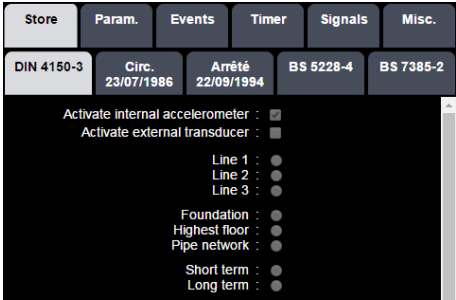 Store Param. Events Timer Signals Misc.
DIN 4150-3 Circ. Arrêté BS 5228-4 BS 7385-2
23/07/1986 22/09/1994
Activate internal accelerometer :
Activate external transducer :
Line 1 :
Line 2 :
Line 3 :
Foundation :
Highest floor :
Pipe network :
Short term :
Long term :